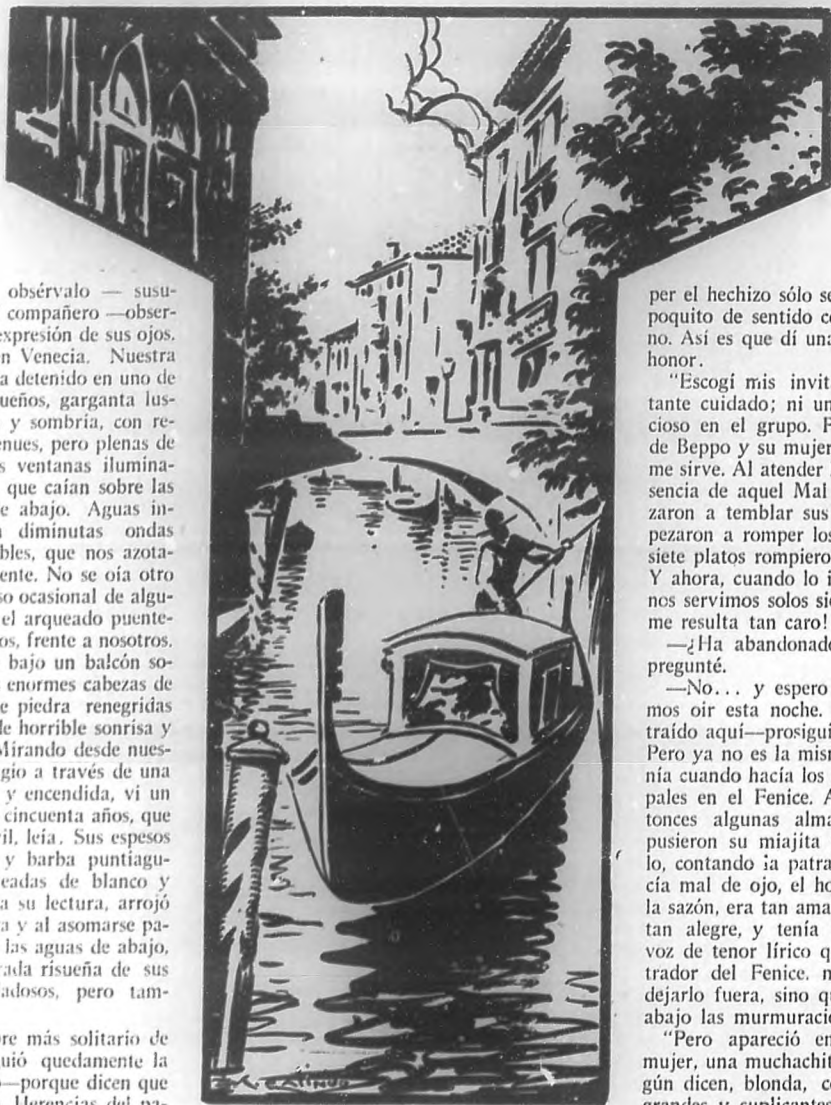 obsérvalo — susu-
compañero —obser-
expresión de sus ojos.
en Venecia. Nuestra
a detenido en uno de
ueños, garganta lus-
y sombría, con re-
enues, pero plenas de
s ventanas ilumina-
que caían sobre las
e abajo. Aguas in-
diminutas ondas
bles, que nos azota-
ente. No se oía otro
so ocasional de algu-
el arqueado puente-
os, frente a nosotros.
bajo un balcón so-
enormes cabezas de
e piedra renegridas
de horrible sonrisa y
Mirando desde nues-
gio a través de una
y encendida, vi un
cincuenta años, que
il, leía. Sus espesos
y barba puntiagu-
eadas de blanco y
a su lectura, arrojó
a y al asomarse pa-
las aguas de abajo,
rada risueña de sus
adosos, pero tam-
re más solitario de
uió quedamente la
o—porque dicen que
Herencias del pa-
per el hechizo sólo se
poquito de sentido co
no. Así es que dí una
honor.
"Escogí mis invit
tante cuidado; ni un
cioso en el grupo. P
de Beppo y su mujer
me sirve. Al atender
sencia de aquel Mal
zaron a temblar sus
pezaron a romper los
siete platos rompiero
Y ahora, cuando lo i
nos servimos solos sie
me resulta tan caro!
—¿Ha abandonado
pregunté.
—No... y espero
mos oir esta noche.
traído aquí—prosigui
Pero ya no es la mism
nía cuando hacía los
pales en el Fenice. A
tonces algunas alma
pusieron su miajita
lo, contando la patra
cía mal de ojo, el ho
la sazón, era tan ama
tan alegre, y tenía
voz de tenor lírico q
trador del Fenice. n
dejarlo fuera, sino q
abajo las murmuracio
"Pero apareció en
mujer, una muchachit
gún dicen, blonda, c
grandes y suplicantes